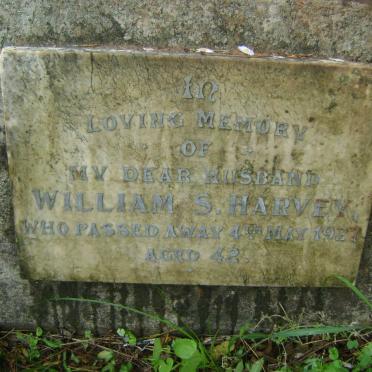 IN
LOVING MEMORY
OF
MY DEAR HUSBAND
WILLIAM S. HARVEY,
WHO PASSED AWAY 4TH MAY
AGED 42.